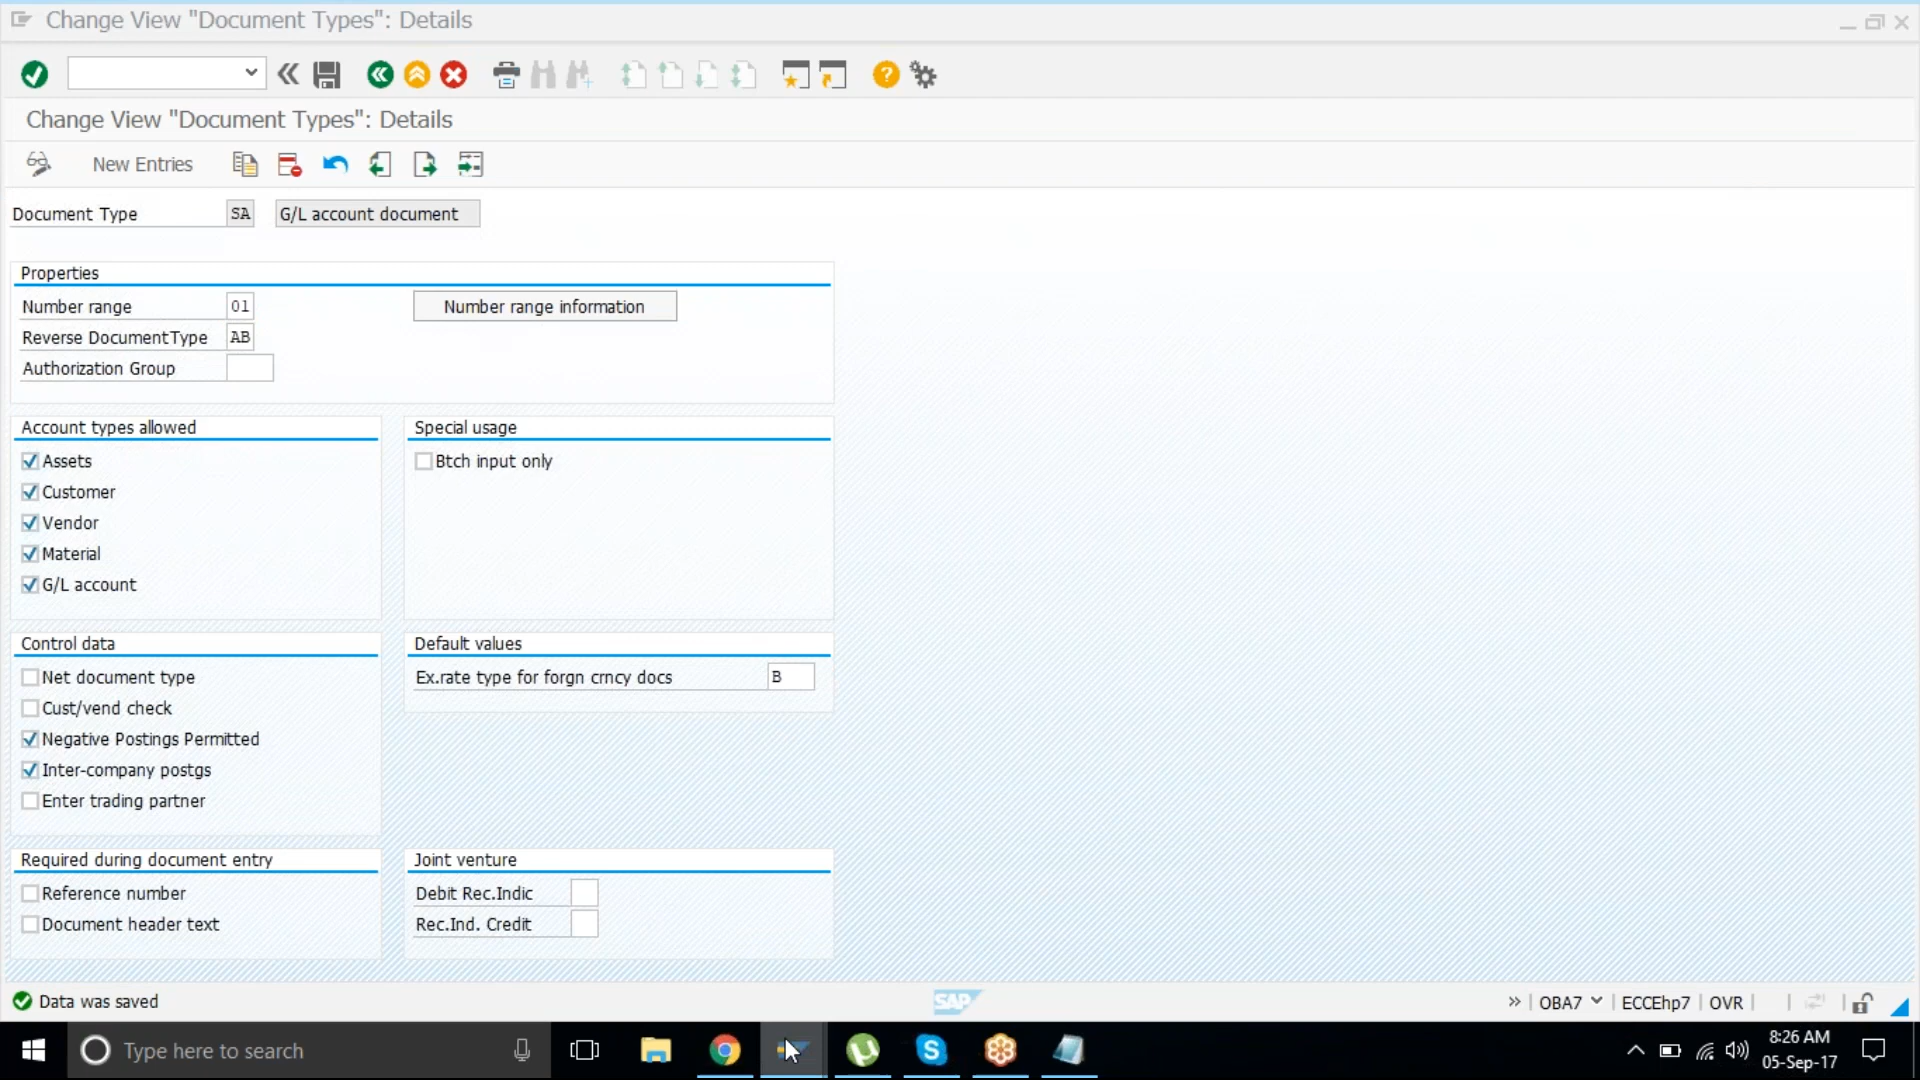 Change View "Document Types": Details
Change View "Document Types": Details
New Entries
Document Type SA G/L account document
Properties
Number range 01 Number range information
Reverse DocumentType AB
Authorization Group
Account types allowed
Assets
Customer
Vendor
Material
G/L account
Special usage
Btch input only
Control data
Net document type
Cust/vend check
Negative Postings Permitted
Inter-company postgs
Enter trading partner
Default values
Ex.rate type for forgn crncy docs B
Required during document entry
Reference number
Document header text
Joint venture
Debit Rec.Indic
Rec.Ind. Credit
Data was saved
SAP
OBA7 ECCEhp7 OVR
Type here to search
8:26 AM
05-Sep-17